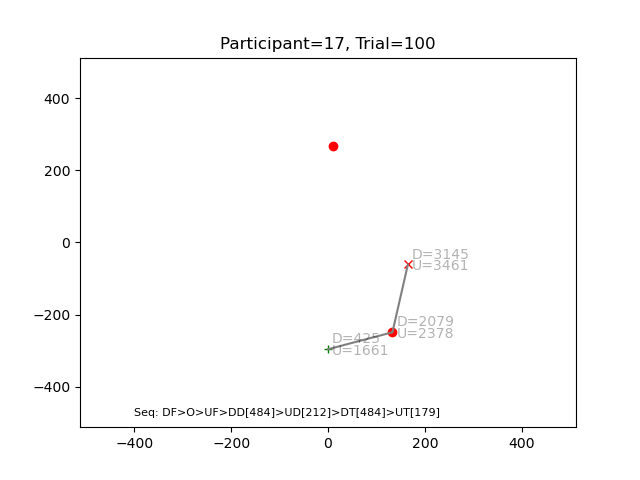 Participant=17, Trial=100
400
200
0
−200
−400
D=3145
U=3461
D=2079
U=2378
D=425
U=1661
Seq: DF>O>UF>DD[484]>UD[212]>DT[484]>UT[179]
−400 −200 0 200 400